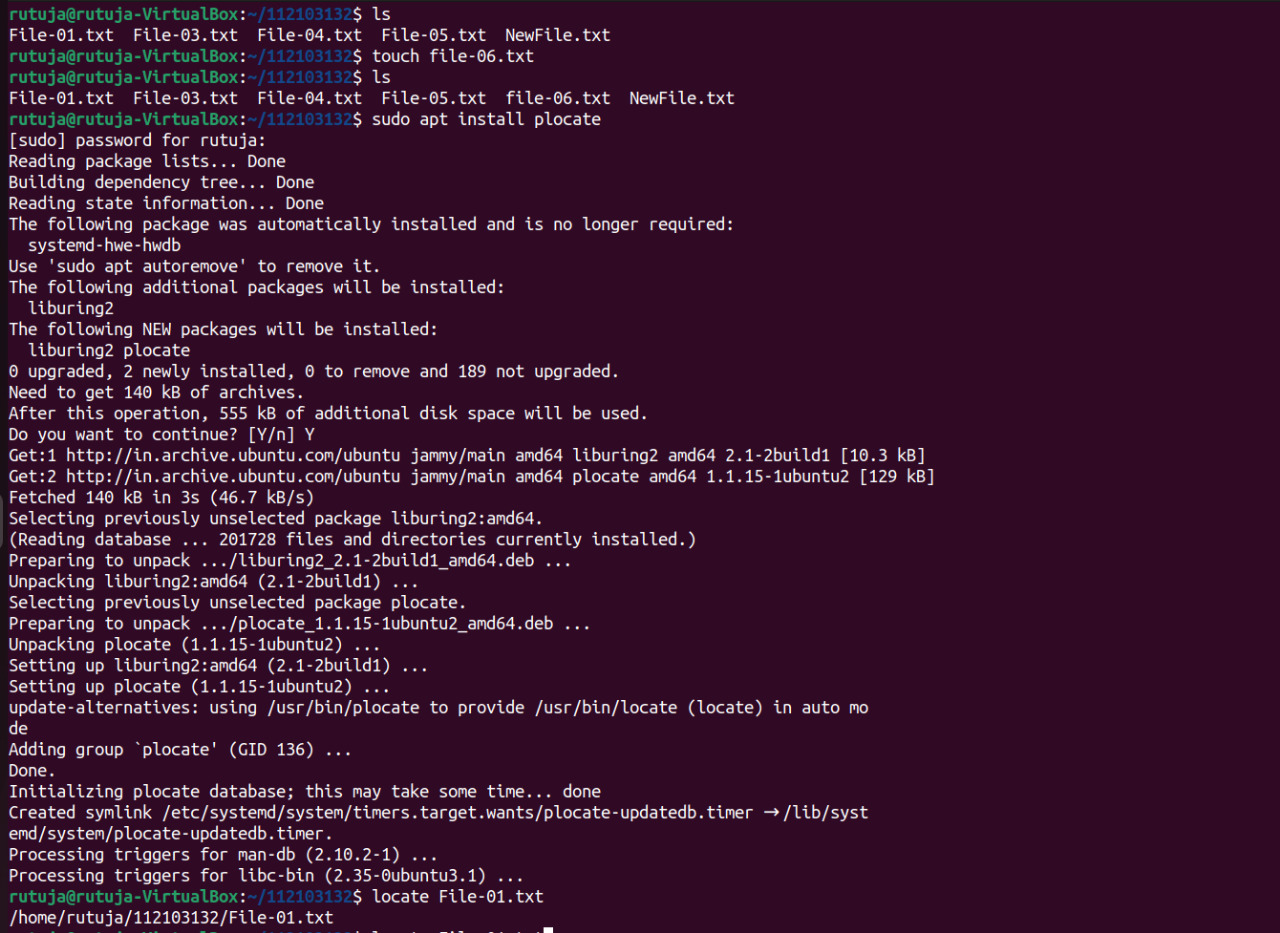 rutuja@rutuja-VirtualBox:~/112103132$ ls
File-01.txt  File-03.txt  File-04.txt  File-05.txt  NewFile.txt
rutuja@rutuja-VirtualBox:~/112103132$ touch file-06.txt
rutuja@rutuja-VirtualBox:~/112103132$ ls
File-01.txt  File-03.txt  File-04.txt  File-05.txt  file-06.txt  NewFile.txt
rutuja@rutuja-VirtualBox:~/112103132$ sudo apt install plocate
[sudo] password for rutuja:
Reading package lists... Done
Building dependency tree... Done
Reading state information... Done
The following package was automatically installed and is no longer required:
  systemd-hwe-hwdb
Use 'sudo apt autoremove' to remove it.
The following additional packages will be installed:
  liburing2
The following NEW packages will be installed:
  liburing2 plocate
0 upgraded, 2 newly installed, 0 to remove and 189 not upgraded.
Need to get 140 kB of archives.
After this operation, 555 kB of additional disk space will be used.
Do you want to continue? [Y/n] Y
Get:1 http://in.archive.ubuntu.com/ubuntu jammy/main amd64 liburing2 amd64 2.1-2build1 [10.3 kB]
Get:2 http://in.archive.ubuntu.com/ubuntu jammy/main amd64 plocate amd64 1.1.15-1ubuntu2 [129 kB]
Fetched 140 kB in 3s (46.7 kB/s)
Selecting previously unselected package liburing2:amd64.
(Reading database ... 201728 files and directories currently installed.)
Preparing to unpack .../liburing2_2.1-2build1_amd64.deb ...
Unpacking liburing2:amd64 (2.1-2build1) ...
Selecting previously unselected package plocate.
Preparing to unpack .../plocate_1.1.15-1ubuntu2_amd64.deb ...
Unpacking plocate (1.1.15-1ubuntu2) ...
Setting up liburing2:amd64 (2.1-2build1) ...
Setting up plocate (1.1.15-1ubuntu2) ...
update-alternatives: using /usr/bin/plocate to provide /usr/bin/locate (locate) in auto mo
de
Adding group `plocate' (GID 136) ...
Done.
Initializing plocate database; this may take some time... done
Created symlink /etc/systemd/system/timers.target.wants/plocate-updatedb.timer → /lib/syst
emd/system/plocate-updatedb.timer.
Processing triggers for man-db (2.10.2-1) ...
Processing triggers for libc-bin (2.35-0ubuntu3.1) ...
rutuja@rutuja-VirtualBox:~/112103132$ locate File-01.txt
/home/rutuja/112103132/File-01.txt